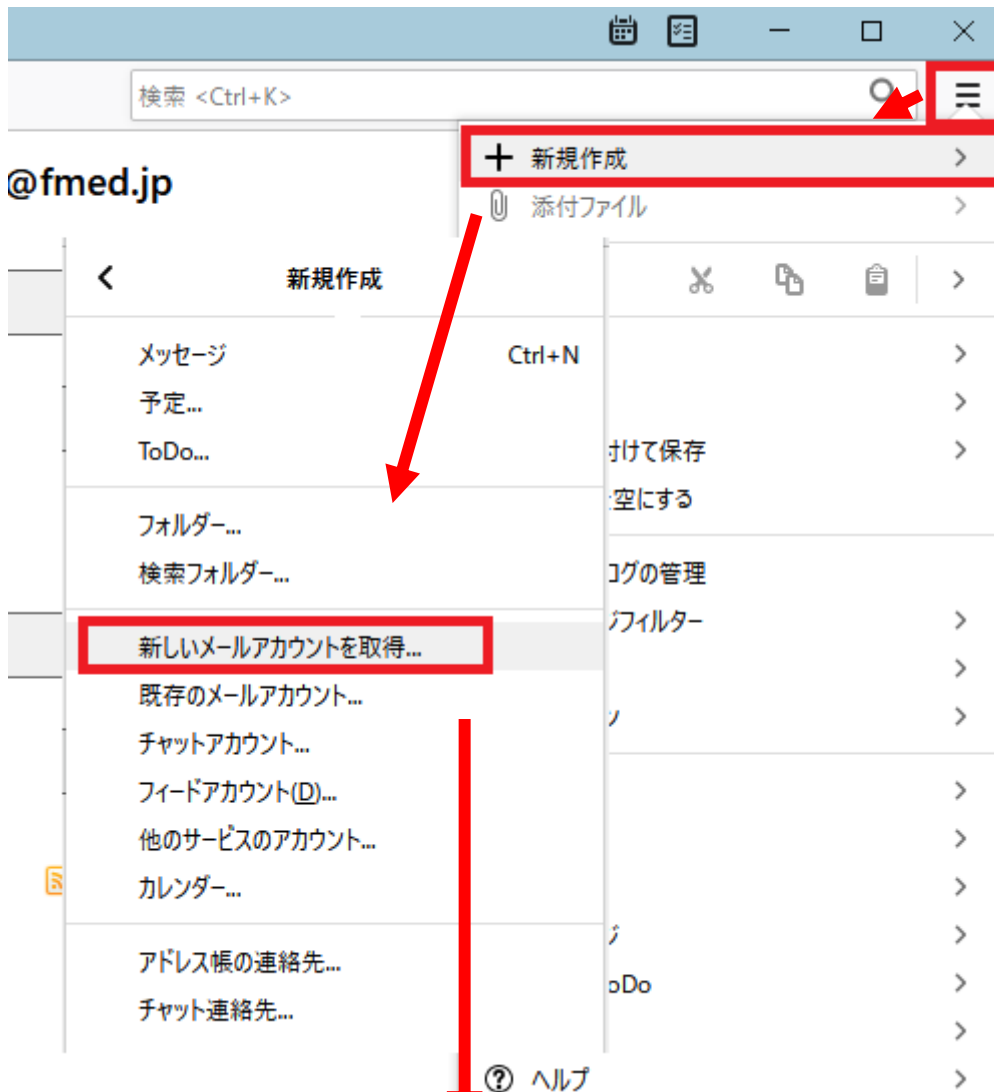 検索 <Ctrl+K>
新規作成
@fmed.jp
添付ファイル
新規作成
メッセージ Ctrl+N
予定...
ToDo...
付けて保存
空にする
フォルダー...
検索フォルダー...
ログの管理
ジフィルター
新しいメールアカウントを取得...
既存のメールアカウント...
チャットアカウント...
フィードアカウント(D)...
他のサービスのアカウント...
カレンダー...
アドレス帳の連絡先...
oDo
チャット連絡先...
ヘルプ